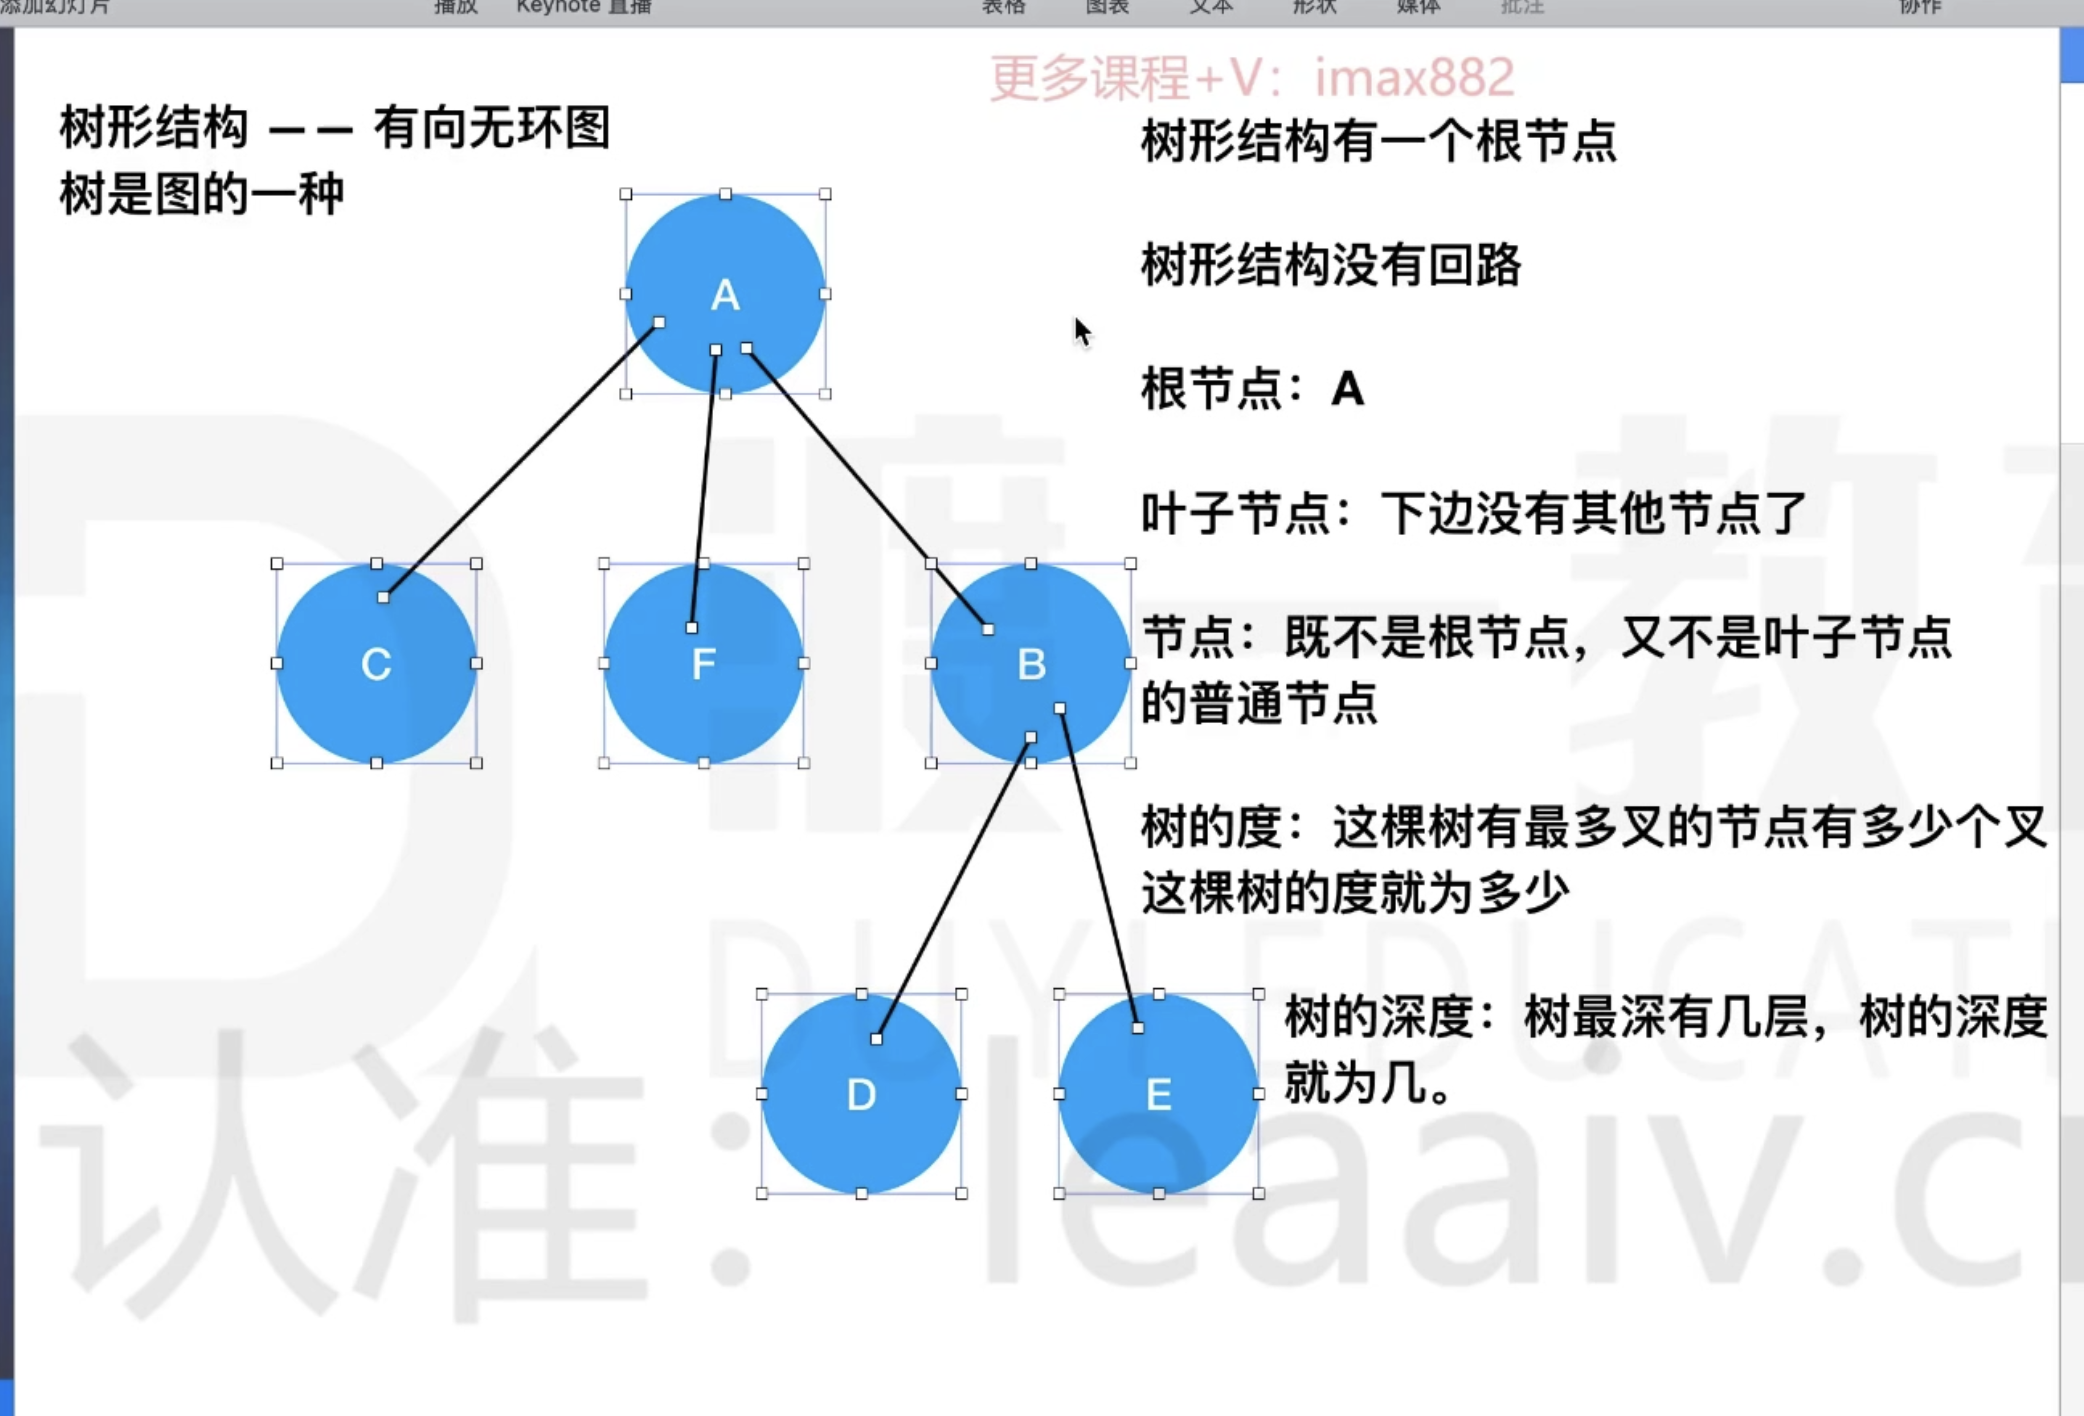 添加幻灯片 播放 Keynote 直播 表格 图表 文本 形状 媒体 批注 协作
更多课程+V：imax882
树形结构 —— 有向无环图
树是图的一种
树形结构有一个根节点
树形结构没有回路
根节点：A
叶子节点：下边没有其他节点了
节点：既不是根节点，又不是叶子节点
的普通节点
树的度：这棵树有最多叉的节点有多少个叉
这棵树的度就为多少
树的深度：树最深有几层，树的深度
就为几。
A
C F B
D E
渡一教
DUYI EDUCATI
认准：leaaiv.c